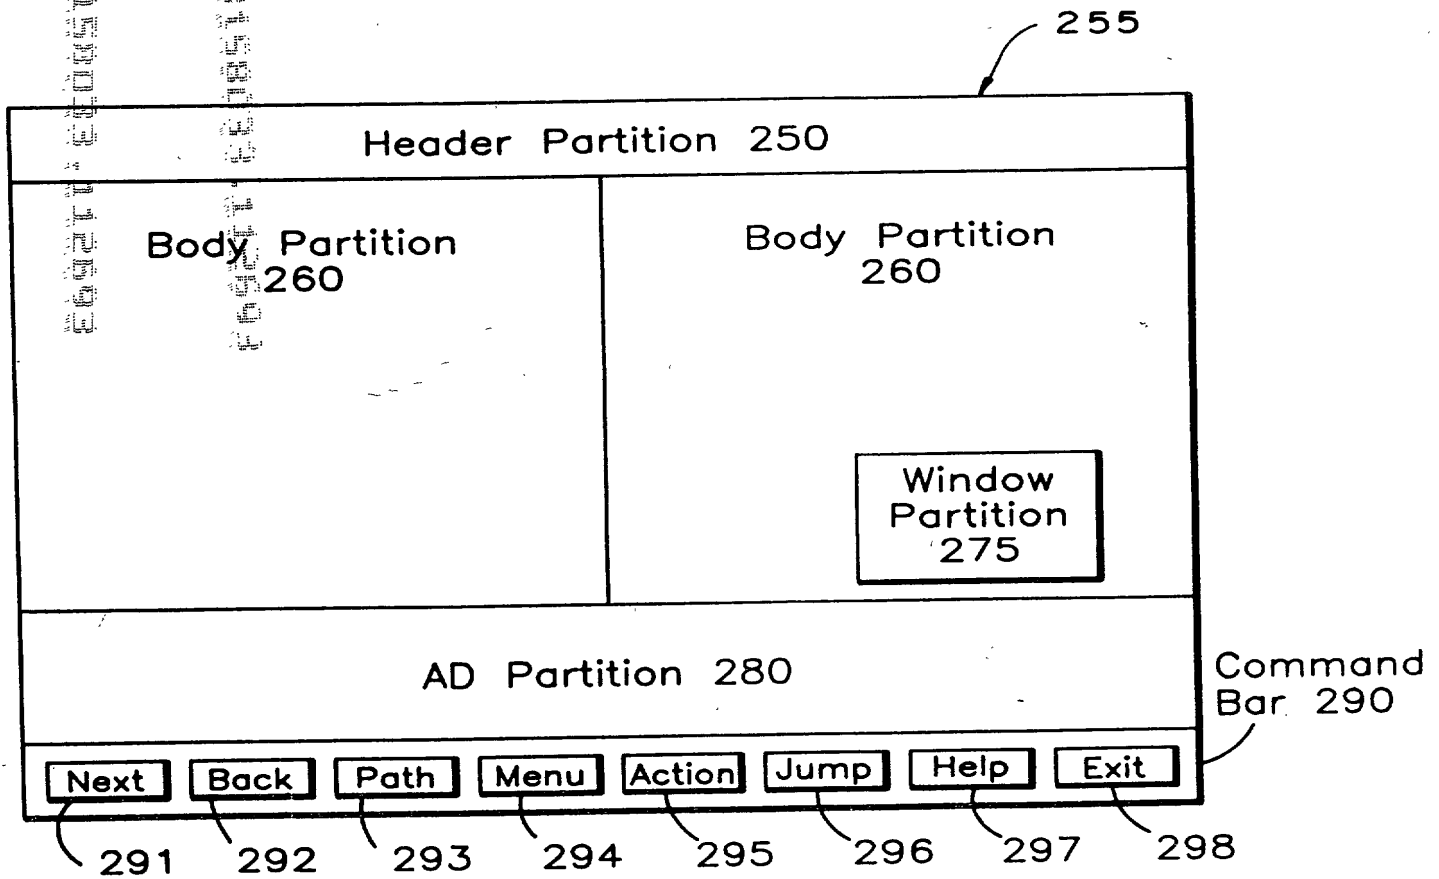 255
Header Partition 250
Body Partition
260
Body Partition
260
Window
Partition
275
AD Partition 280
Command
Bar 290
Next Back Path Menu Action Jump Help Exit
291 292 293 294 295 296 297 298